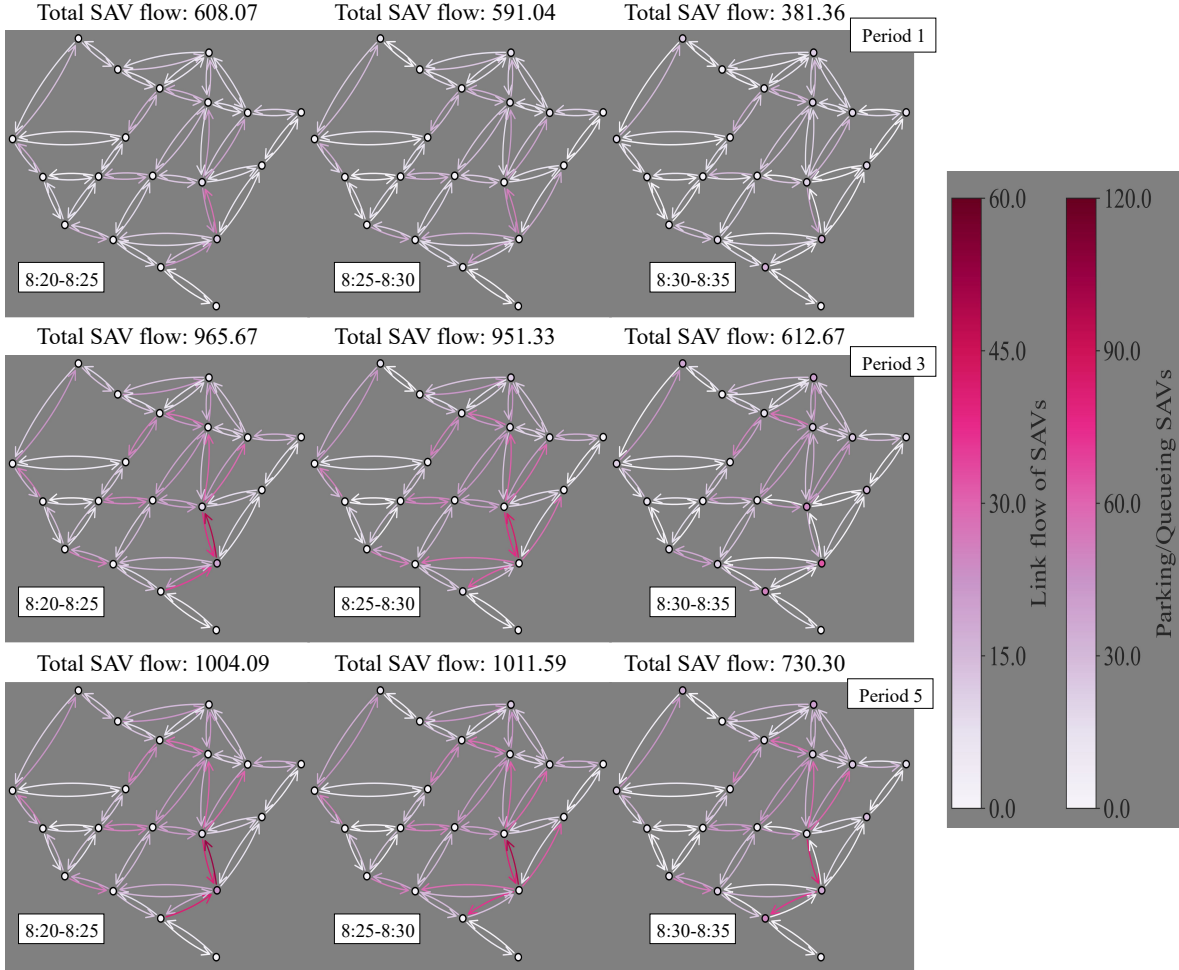 Total SAV flow: 608.07
Total SAV flow: 591.04
Total SAV flow: 381.36
Period 1
8:20-8:25
8:25-8:30
8:30-8:35
Total SAV flow: 965.67
Total SAV flow: 951.33
Total SAV flow: 612.67
Period 3
8:20-8:25
8:25-8:30
8:30-8:35
Total SAV flow: 1004.09
Total SAV flow: 1011.59
Total SAV flow: 730.30
Period 5
8:20-8:25
8:25-8:30
8:30-8:35
60.0
45.0
30.0
15.0
0.0
Link flow of SAVs
120.0
90.0
60.0
30.0
0.0
Parking/Queueing SAVs